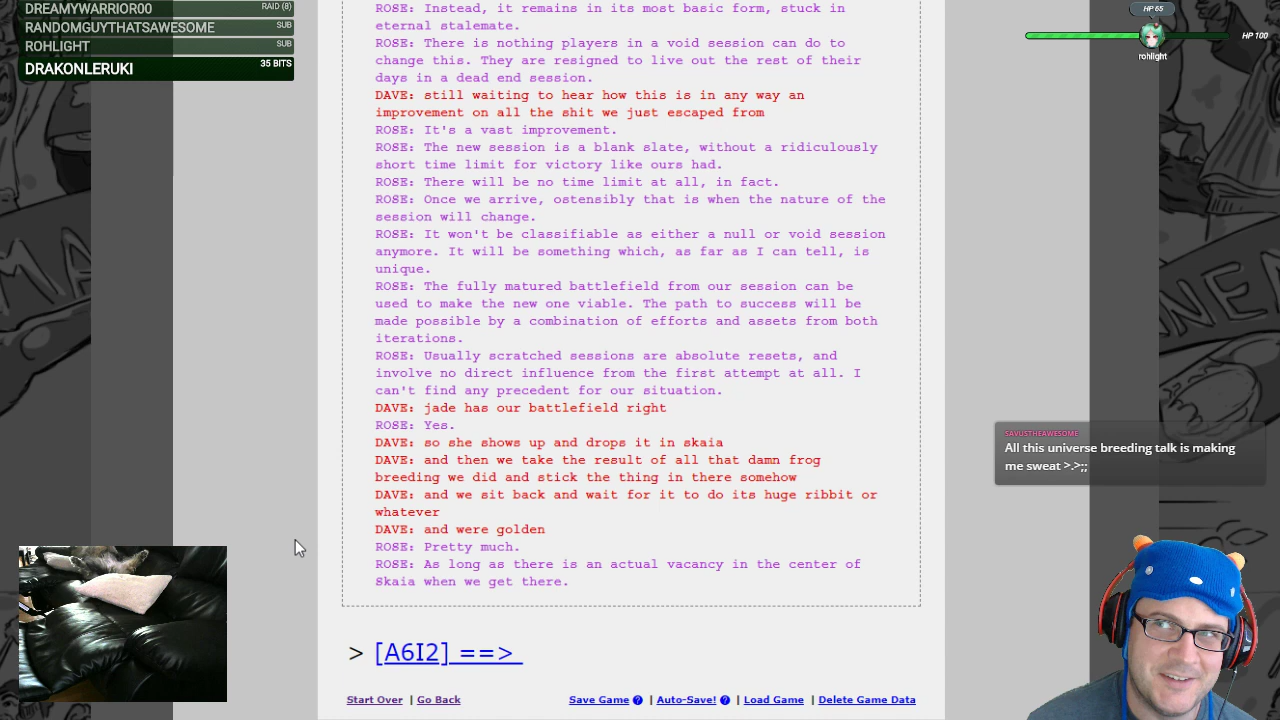 DREAMYWARRIOR00 RAID (8)
RANDOMGUYTHATSAWESOME SUB
ROHLIGHT SUB
DRAKONLERUKI 35 BITS
HP 65
HP 100
rohlight
ROSE: Instead, it remains in its most basic form, stuck in
eternal stalemate.
ROSE: There is nothing players in a void session can do to
change this. They are resigned to live out the rest of their
days in a dead end session.
DAVE: still waiting to hear how this is in any way an
improvement on all the shit we just escaped from
ROSE: It's a vast improvement.
ROSE: The new session is a blank slate, without a ridiculously
short time limit for victory like ours had.
ROSE: There will be no time limit at all, in fact.
ROSE: Once we arrive, ostensibly that is when the nature of the
session will change.
ROSE: It won't be classifiable as either a null or void session
anymore. It will be something which, as far as I can tell, is
unique.
ROSE: The fully matured battlefield from our session can be
used to make the new one viable. The path to success will be
made possible by a combination of efforts and assets from both
iterations.
ROSE: Usually scratched sessions are absolute resets, and
involve no direct influence from the first attempt at all. I
can't find any precedent for our situation.
DAVE: jade has our battlefield right
ROSE: Yes.
DAVE: so she shows up and drops it in skaia
DAVE: and then we take the result of all that damn frog
breeding we did and stick the thing in there somehow
DAVE: and we sit back and wait for it to do its huge ribbit or
whatever
DAVE: and were golden
ROSE: Pretty much.
ROSE: As long as there is an actual vacancy in the center of
Skaia when we get there.
> [A6I2] ==>
Start Over | Go Back
Save Game ? | Auto-Save! ? | Load Game | Delete Game Data
SAVUSTHEAWESOME
All this universe breeding talk is making
me sweat >.>;;